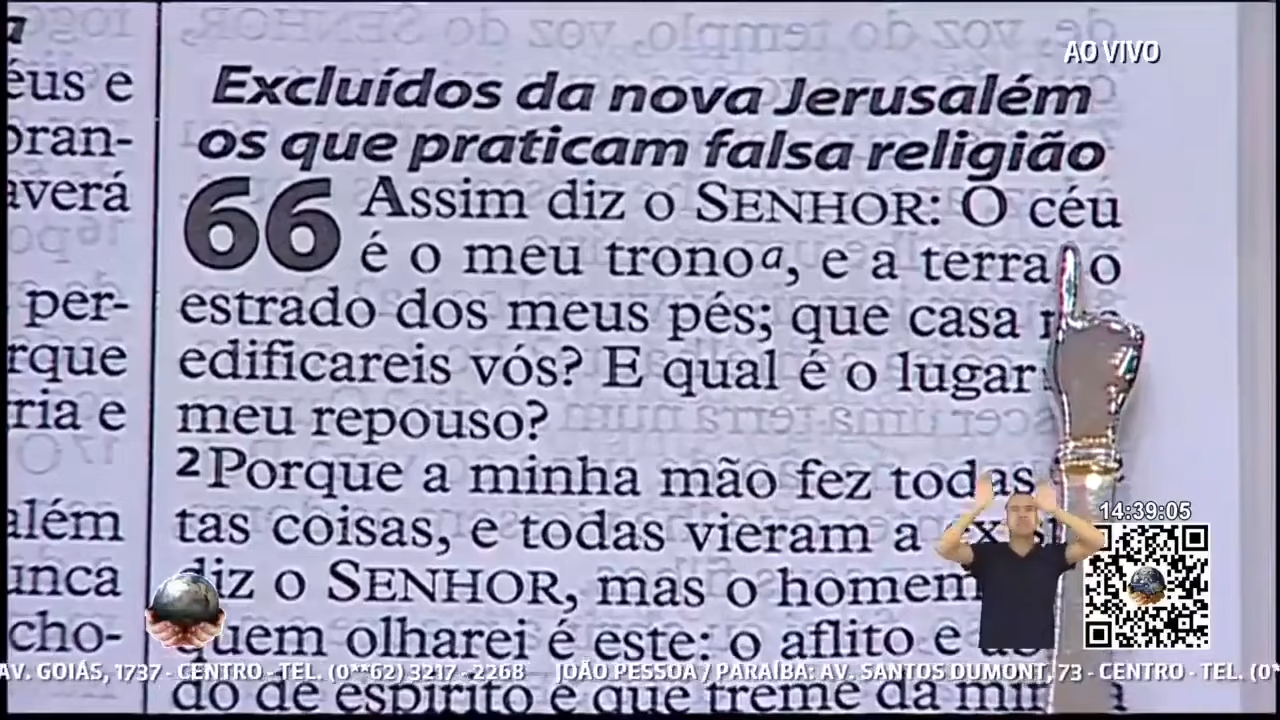 AO VIVO
éus e
oran-
averá
per-
rque
ria e
além
unca
cho-
Excluídos da nova Jerusalém
os que praticam falsa religião
66 Assim diz o SENHOR: O céu
é o meu trono a, e a terra o
estrado dos meus pés; que casa
edificareis vós? E qual é o lugar
meu repouso?
2 Porque a minha mão fez todas
tas coisas, e todas vieram a
diz o SENHOR, mas o homem
quem olharei é este: o aflito e
do de espírito e que treme da
14:39:05
AV. GOIÁS, 1737 - CENTRO - TEL. (0**62) 3217 - 2268 JOÃO PESSOA / PARAÍBA: AV. SANTOS DUMONT, 73 - CENTRO - TEL. (0*